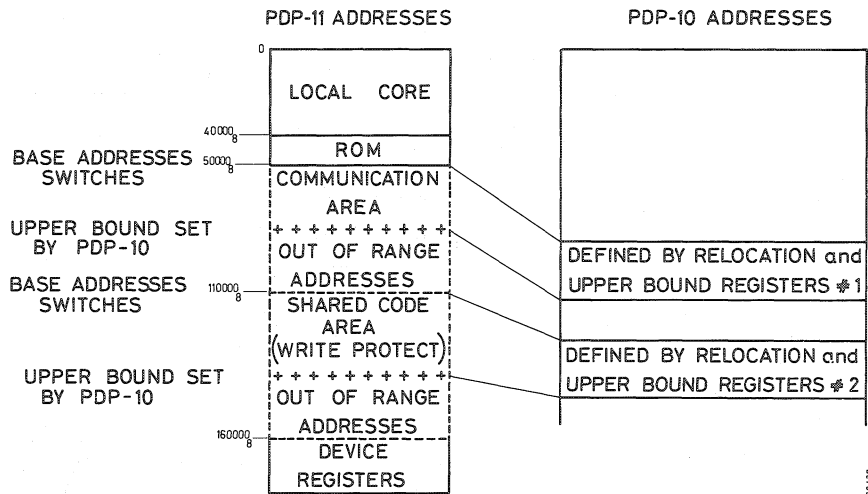 PDP-11 ADDRESSES
PDP-10 ADDRESSES
0
LOCAL CORE
40000 8
ROM
BASE ADDRESSES
SWITCHES
50000 8
COMMUNICATION
AREA
UPPER BOUND SET
BY PDP-10
OUT OF RANGE
ADDRESSES
DEFINED BY RELOCATION and
UPPER BOUND REGISTERS #1
BASE ADDRESSES
SWITCHES
110000 8
SHARED CODE
AREA
(WRITE PROTECT)
DEFINED BY RELOCATION and
UPPER BOUND REGISTERS #2
UPPER BOUND SET
BY PDP-10
OUT OF RANGE
ADDRESSES
160000 8
DEVICE
REGISTERS